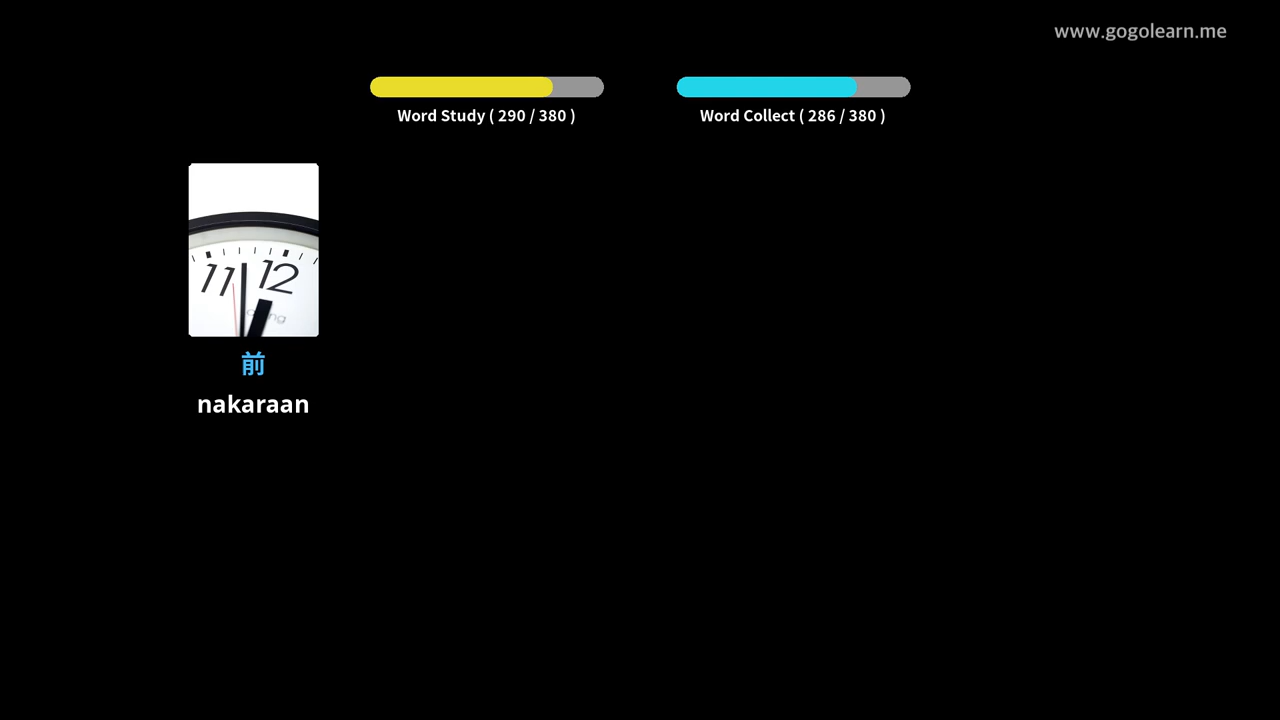 www.gogolearn.me
Word Study ( 290 / 380 )
Word Collect ( 286 / 380 )
11 12
前
nakaraan